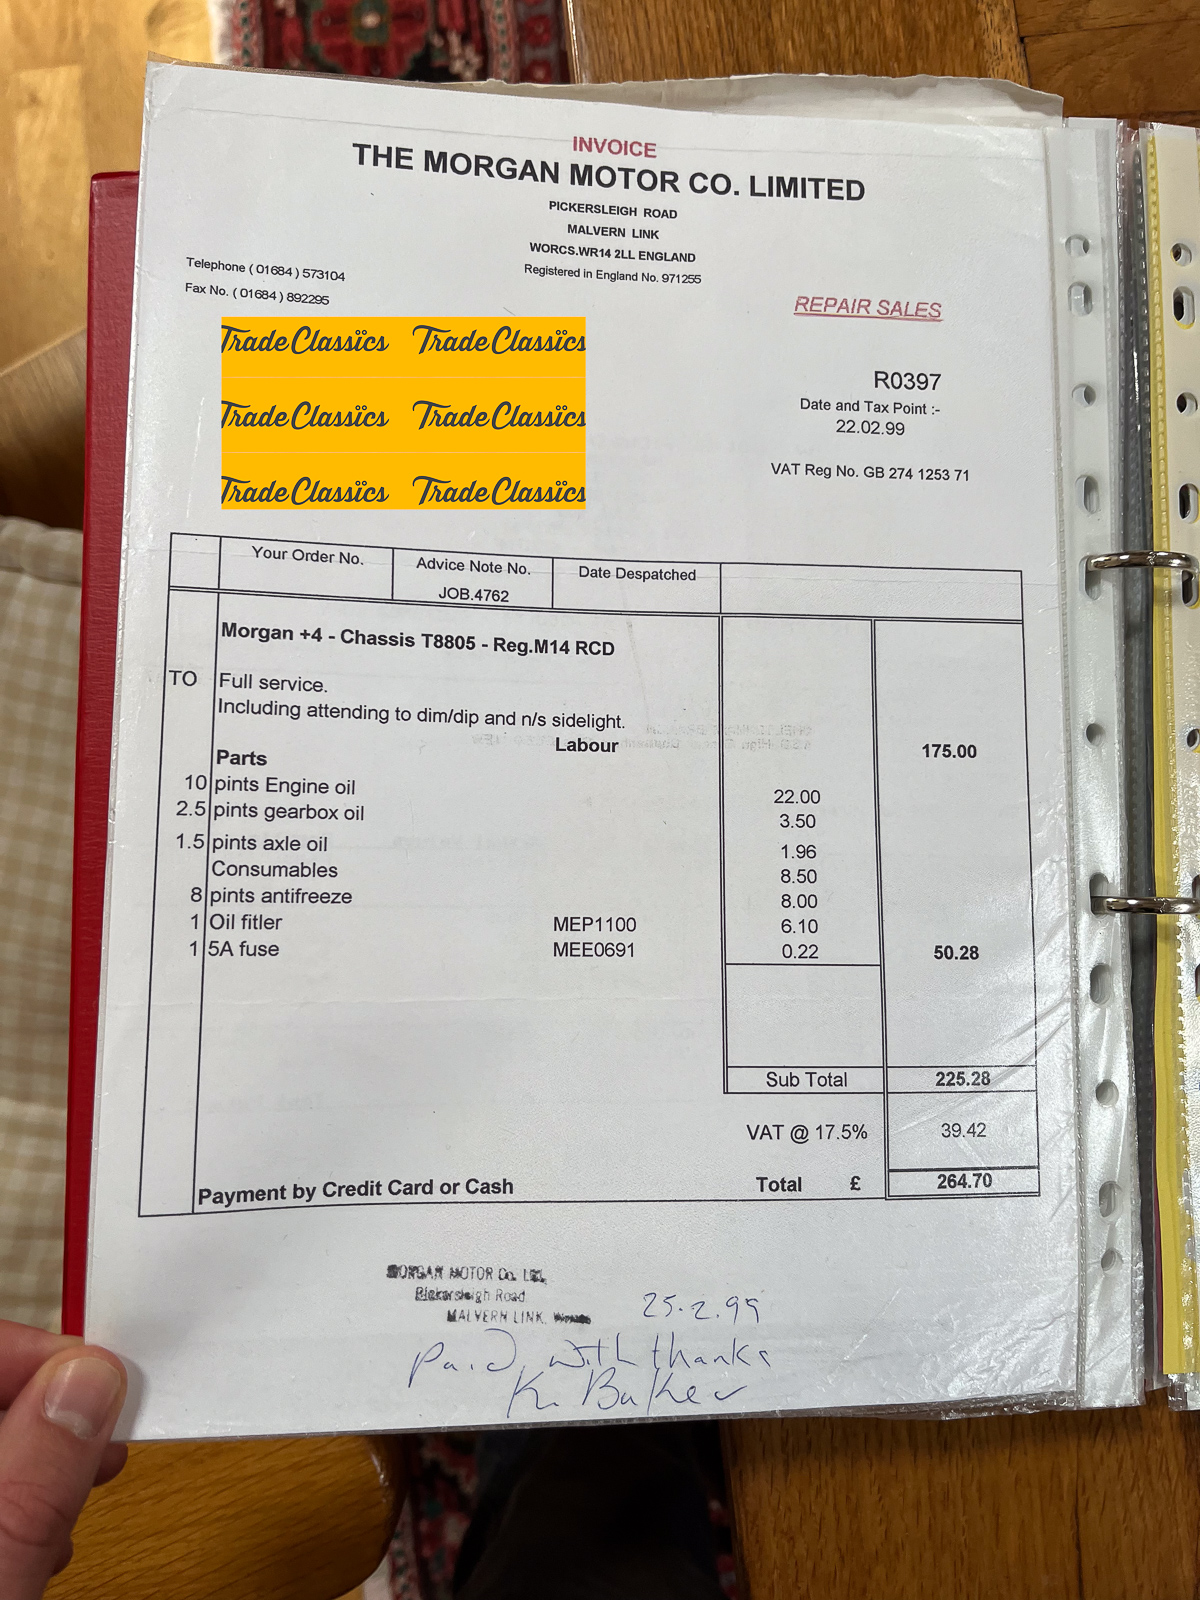 INVOICE
THE MORGAN MOTOR CO. LIMITED
PICKERSLEIGH ROAD
MALVERN LINK
WORCS.WR14 2LL ENGLAND
Registered in England No. 971255
Telephone ( 01684 ) 573104
Fax No. ( 01684 ) 892295
REPAIR SALES
Trade Classics Trade Classics
Trade Classics Trade Classics
Trade Classics Trade Classics
R0397
Date and Tax Point :-
22.02.99
VAT Reg No. GB 274 1253 71
Your Order No. Advice Note No. Date Despatched
JOB.4762
Morgan +4 - Chassis T8805 - Reg.M14 RCD
TO Full service.
Including attending to dim/dip and n/s sidelight.
Labour 175.00
Parts
10 pints Engine oil 22.00
2.5 pints gearbox oil 3.50
1.5 pints axle oil 1.96
Consumables 8.50
8 pints antifreeze 8.00
1 Oil fitler MEP1100 6.10
1 5A fuse MEE0691 0.22 50.28
Sub Total 225.28
VAT @ 17.5% 39.42
Payment by Credit Card or Cash Total £ 264.70
MORGAN MOTOR Co. Ltd,
Pickersleigh Road
MALVERN LINK,
25.2.99
Paid with thanks
K. Baker